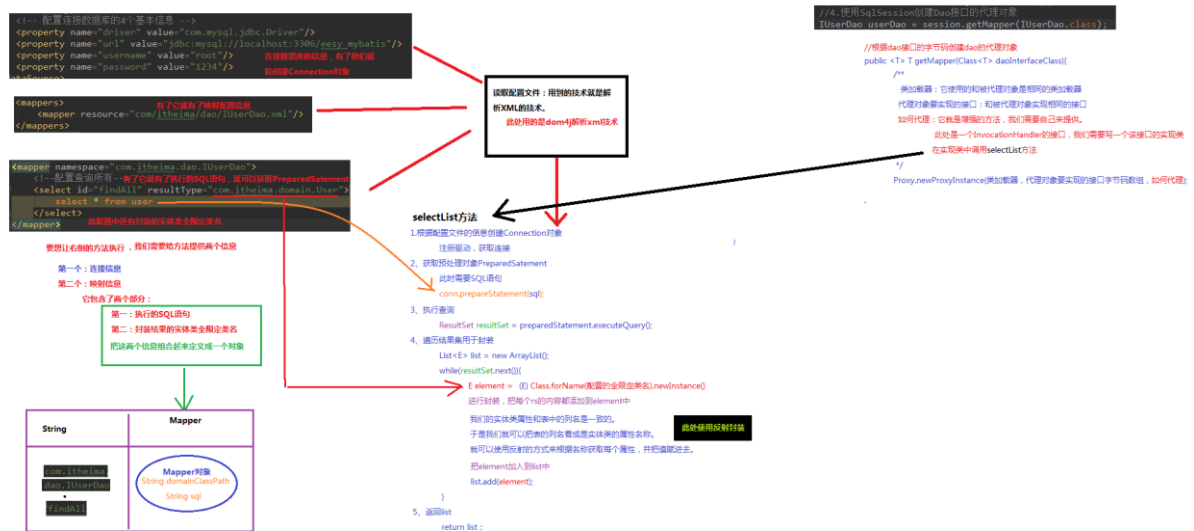 <!-- 配置连接数据库的4个基本信息 -->
<property name="driver" value="com.mysql.jdbc.Driver"/>
<property name="url" value="jdbc:mysql://localhost:3306/eesy_mybatis"/>
<property name="username" value="root"/>
<property name="password" value="1234"/>
连接数据库的信息，有了他们就
能创建Connection对象
ataSource>
<mappers>
有了它就有了映射配置信息
<mapper resource="com/itheima/dao/IUserDao.xml"/>
</mappers>
<mapper namespace="com.itheima.dao.IUserDao">
<!--配置查询所有--
有了它就有了执行的SQL语句，就可以获取PreparedStatement
<select id="findAll" resultType="com.itheima.domain.User">
select * from user
</select>
此配置中还有封装的实体类全限定类名
</mapper>
读取配置文件：用到的技术就是解
析XML的技术。
此处用的是dom4j解析xml技术
//4.使用SqlSession创建Dao接口的代理对象
IUserDao userDao = session.getMapper(IUserDao.class);
//根据dao接口的字节码创建dao的代理对象
public <T> T getMapper(Class<T> daoInterfaceClass){
/**
类加载器：它使用的和被代理对象是相同的类加载器
代理对象要实现的接口：和被代理对象实现相同的接口
如何代理：它就是增强的方法，我们需要自己来提供。
此处是一个InvocationHandler的接口，我们需要写一个该接口的实现类
在实现类中调用selectList方法
*/
Proxy.newProxyInstance(类加载器，代理对象要实现的接口字节码数组，如何代理);
要想让右侧的方法执行，我们需要给方法提供两个信息
第一个：连接信息
第二个：映射信息
它包含了两个部分：
第一：执行的SQL语句
第二：封装结果的实体类全限定类名
把这两个信息组合起来定义成一个对象
String
Mapper
com.itheima.
dao.IUserDao
.
findAll
Mapper对象
String domainClassPath
String sql
selectList方法
1.根据配置文件的信息创建Connection对象
注册驱动，获取连接
2、获取预处理对象PreparedSatement
此时需要SQL语句
conn.prepareStatement(sql);
3、执行查询
ResultSet resultSet = preparedStatement.executeQuery();
4、遍历结果集用于封装
List<E> list = new ArrayList();
while(resultSet.next()){
E element = (E) Class.forName(配置的全限定类名).newInstance()
进行封装，把每个rs的内容都添加到element中
我们的实体类属性和表中的列名是一致的。
于是我们就可以把表的列名看成是实体类的属性名称。
就可以使用反射的方式来根据名称获取每个属性，并把值赋进去。
此处使用反射封装
把element加入到list中
list.add(element);
}
5、返回list
return list ;